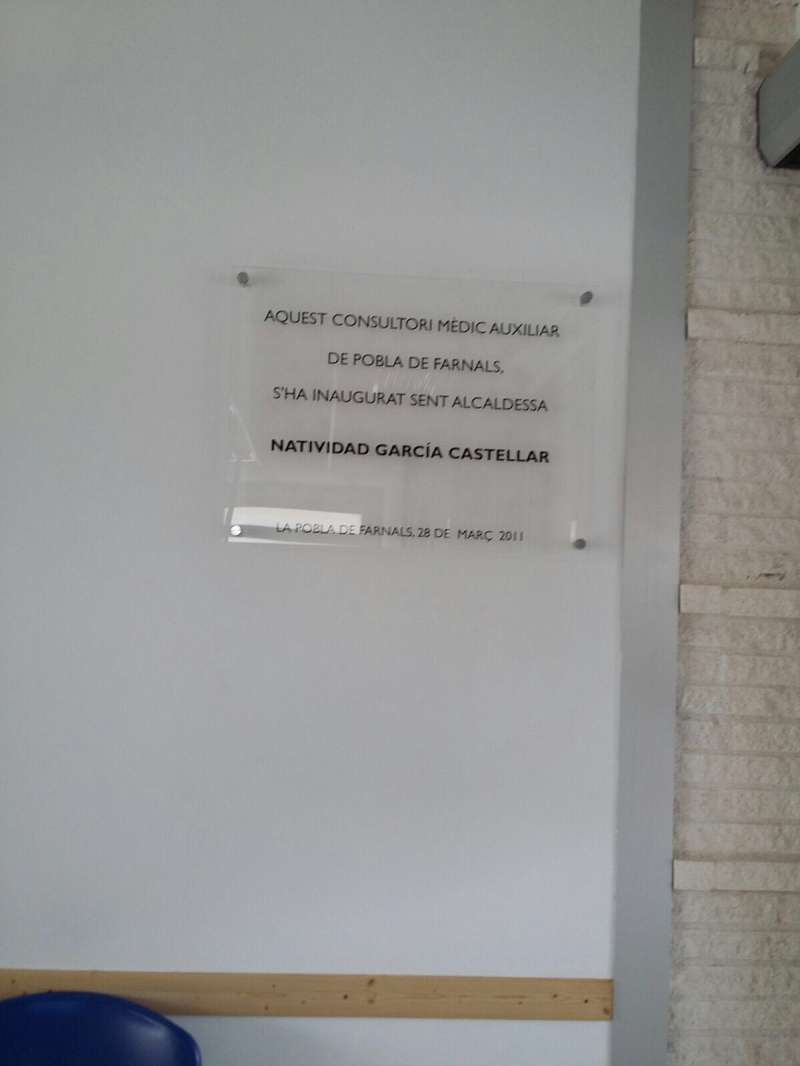 AQUEST CONSULTORI MÈDIC AUXILIAR
DE POBLA DE FARNALS,
S'HA INAUGURAT SENT ALCALDESSA
NATIVIDAD GARCÍA CASTELLAR
LA POBLA DE FARNALS, 28 DE MARÇ 2011